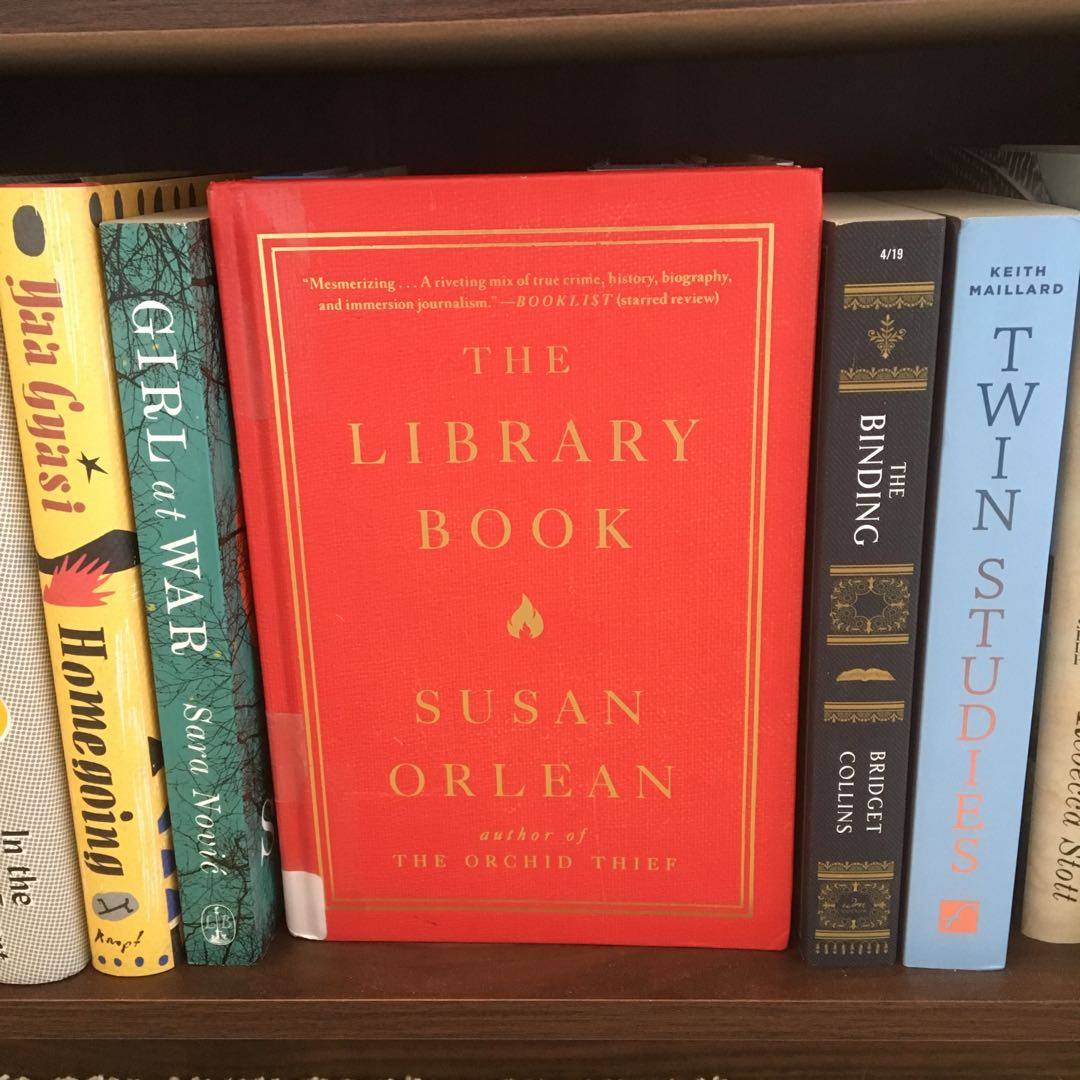 In the
Yaa Gyasi
Homegoing
Knopf
GIRL at WAR
Sara Nović
“Mesmerizing . . . A riveting mix of true crime, history, biography,
and immersion journalism.” —BOOKLIST (starred review)
THE
LIBRARY
BOOK
SUSAN
ORLEAN
author of
THE ORCHID THIEF
4/19
THE
BINDING
BRIDGET
COLLINS
KEITH
MAILLARD
TWIN STUDIES
Rebecca Stott